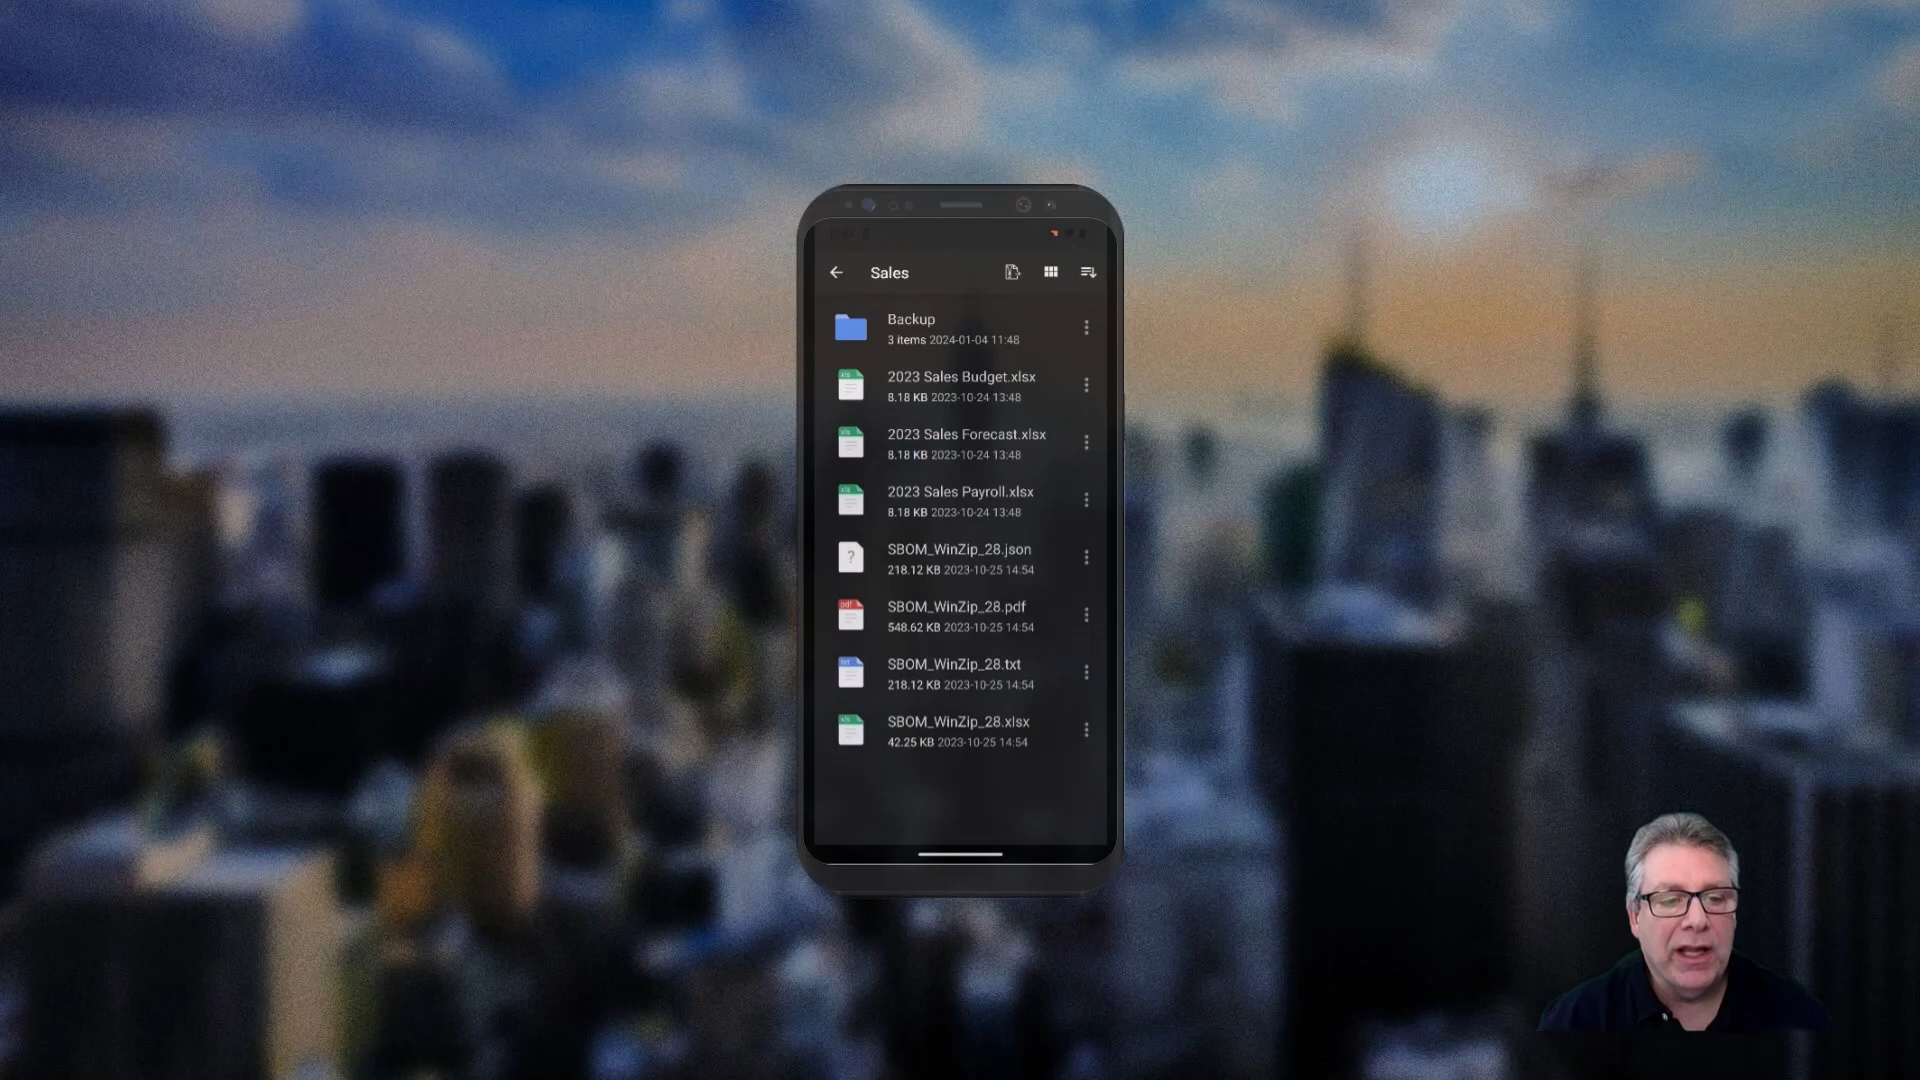 Sales
Backup
3 items 2024-01-04 11:48
2023 Sales Budget.xlsx
8.18 KB 2023-10-24 13:48
2023 Sales Forecast.xlsx
8.18 KB 2023-10-24 13:48
2023 Sales Payroll.xlsx
8.18 KB 2023-10-24 13:48
SBOM_WinZip_28.json
218.12 KB 2023-10-25 14:54
SBOM_WinZip_28.pdf
548.62 KB 2023-10-25 14:54
SBOM_WinZip_28.txt
218.12 KB 2023-10-25 14:54
SBOM_WinZip_28.xlsx
42.25 KB 2023-10-25 14:54